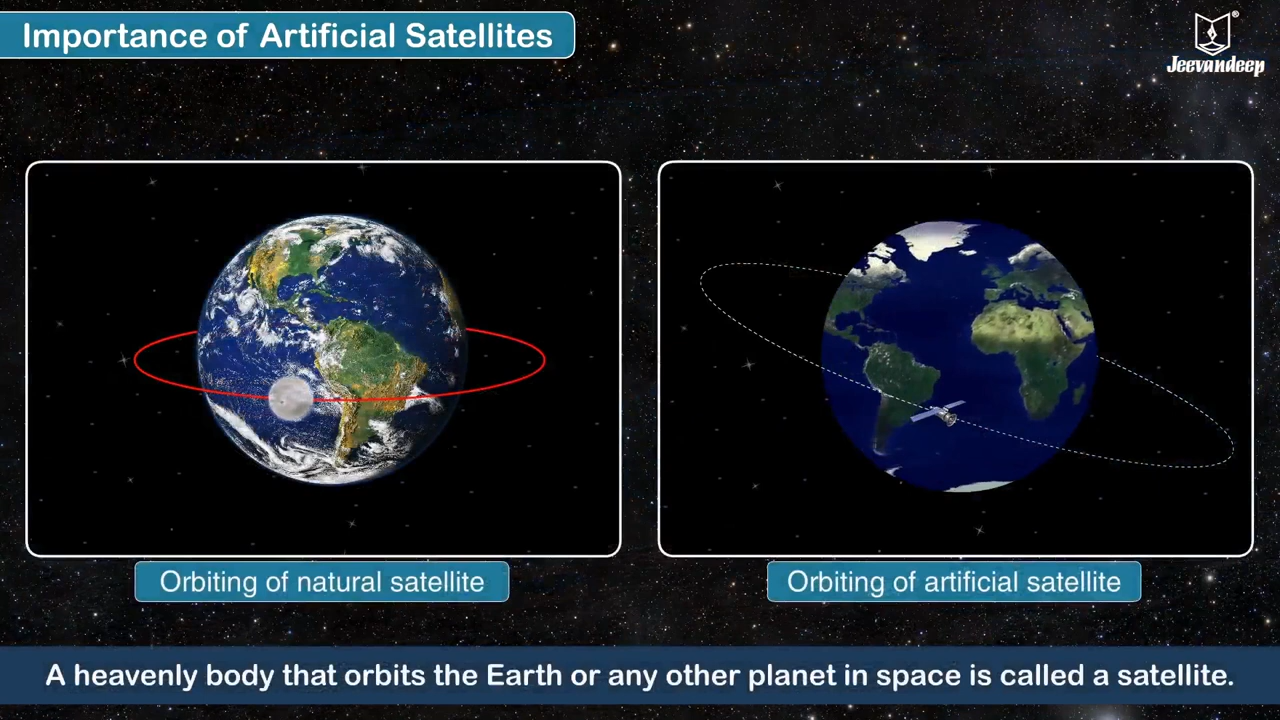 Importance of Artificial Satellites
Jeevandeep
Orbiting of natural satellite
Orbiting of artificial satellite
A heavenly body that orbits the Earth or any other planet in space is called a satellite.